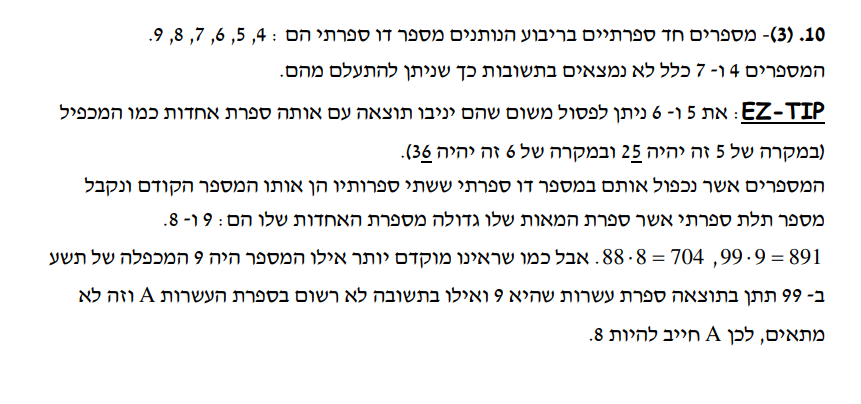 10. (3)- מספרים חד ספרתיים בריבוע הנותנים מספר דו ספרתי הם : 4, 5, 6, 7, 8, 9.
המספרים 4 ו- 7 כלל לא נמצאים בתשובות כך שניתן להתעלם מהם.
EZ-TIP : את 5 ו- 6 ניתן לפסול משום שהם יניבו תוצאה עם אותה ספרת אחדות כמו המכפיל
(במקרה של 5 זה יהיה 25 ובמקרה של 6 זה יהיה 36).
המספרים אשר נכפול אותם במספר דו ספרתי ששתי ספרותיו הן אותו המספר הקודם ונקבל
מספר תלת ספרתי אשר ספרת המאות שלו גדולה מספרת האחדות שלו הם : 9 ו- 8.
88·8 = 704 , 99·9 = 891. אבל כמו שראינו מוקדם יותר אילו המספר היה 9 המכפלה של תשע
ב- 99 תתן בתוצאה ספרת עשרות שהיא 9 ואילו בתשובה לא רשום בספרת העשרות A וזה לא
מתאים, לכן A חייב להיות 8.